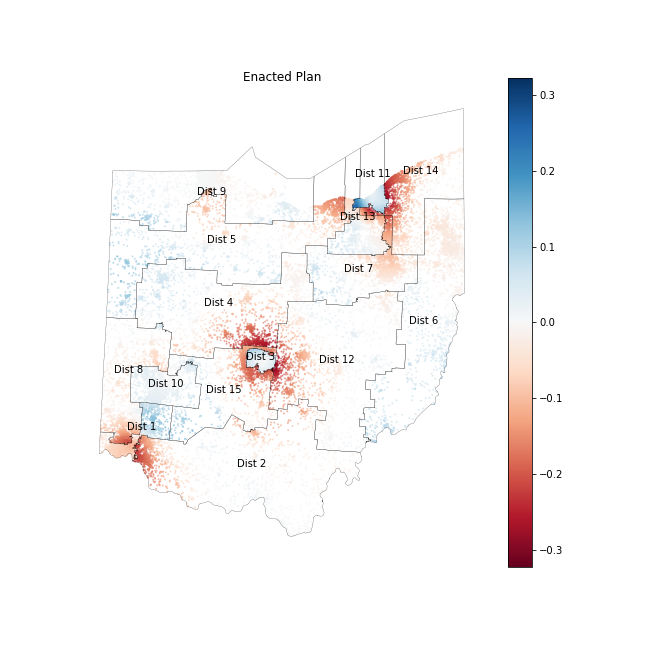 Enacted Plan
Dist 11
Dist 14
Dist 9
Dist 13
Dist 5
Dist 7
Dist 4
Dist 6
Dist 3
Dist 12
Dist 8
Dist 10
Dist 15
Dist 1
Dist 2
0.3
0.2
0.1
0.0
−0.1
−0.2
−0.3